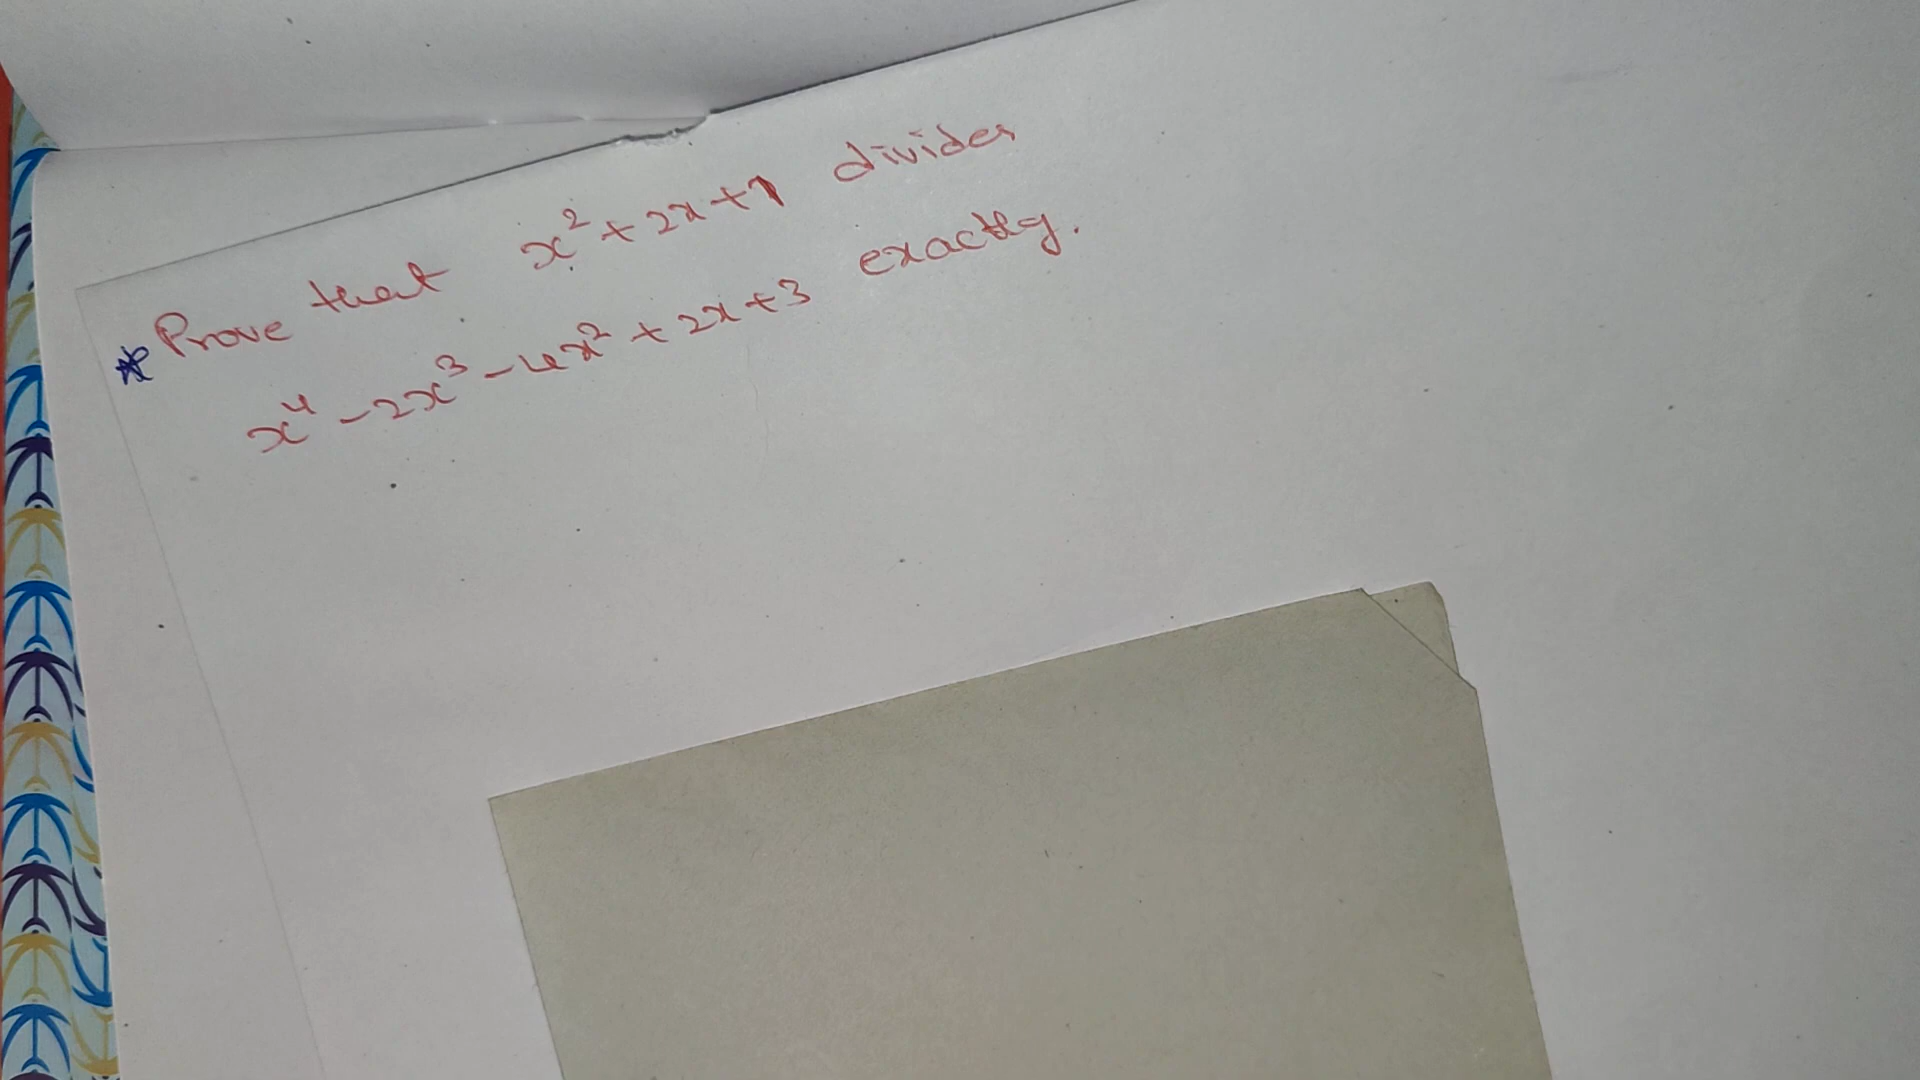 * Prove that x² + 2x + 1 divides
x⁴ - 2x³ - 4x² + 2x + 3 exactly.